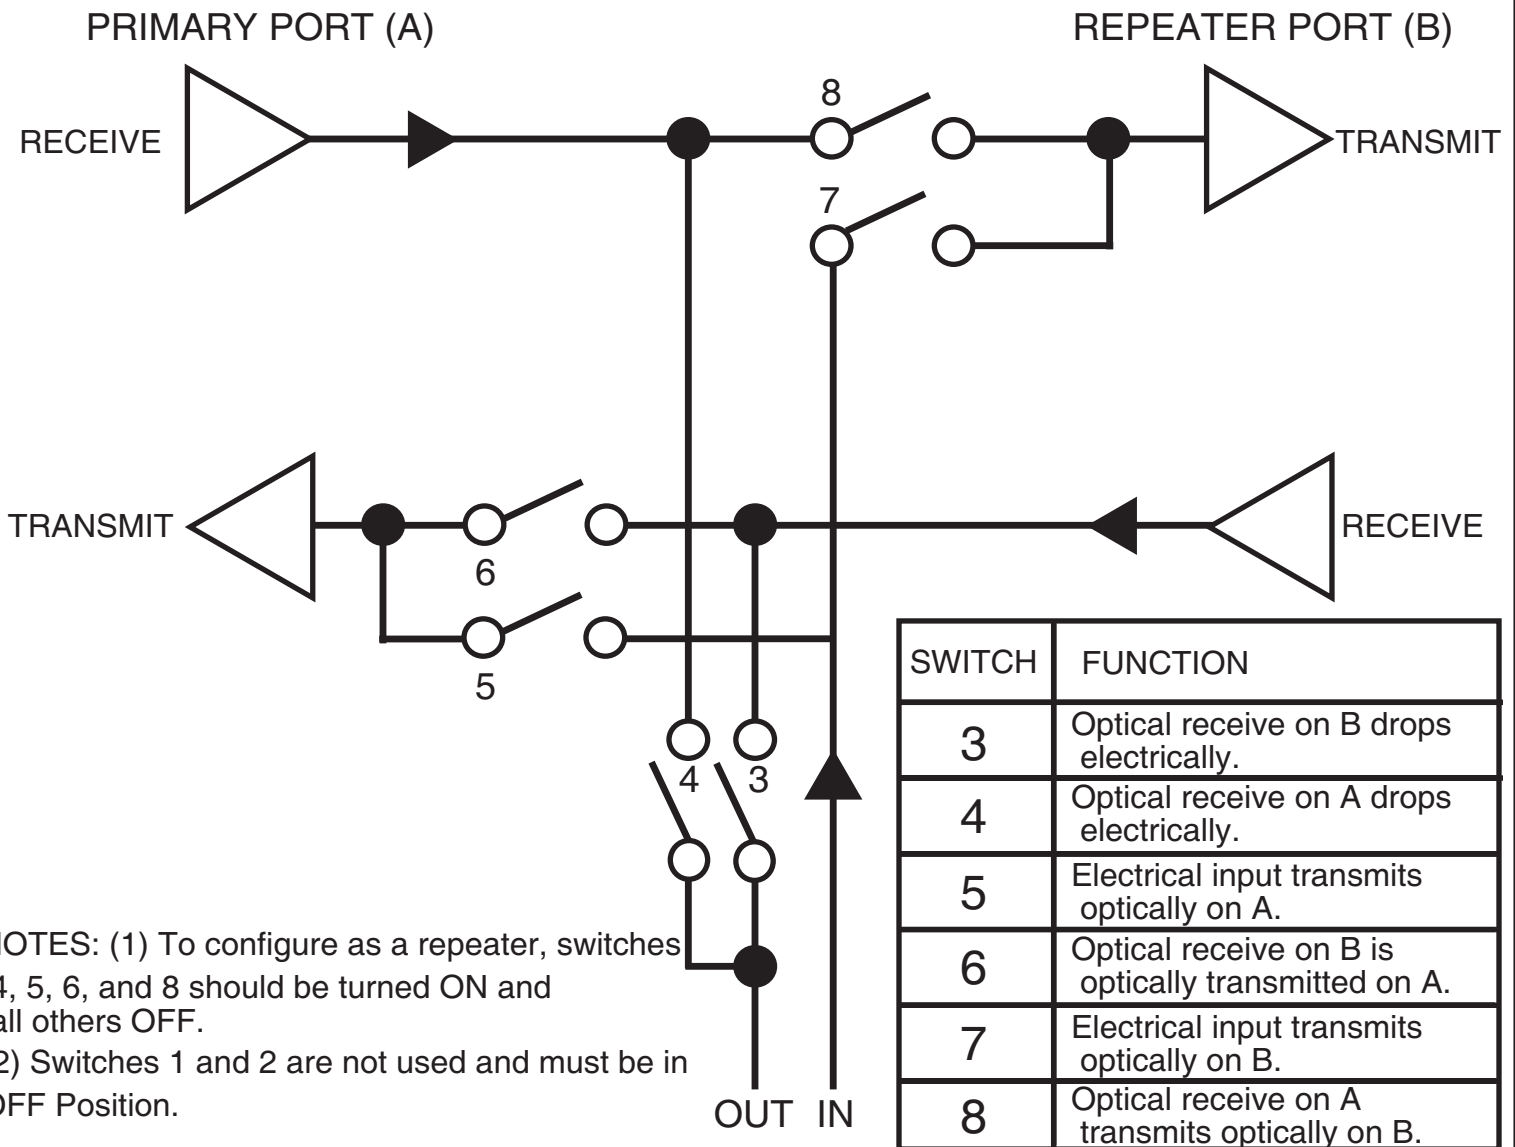 PRIMARY PORT (A)
REPEATER PORT (B)
8
RECEIVE
TRANSMIT
7
TRANSMIT
RECEIVE
6
5
4
3
SWITCH FUNCTION
3 Optical receive on B drops
electrically.
4 Optical receive on A drops
electrically.
5 Electrical input transmits
optically on A.
6 Optical receive on B is
optically transmitted on A.
7 Electrical input transmits
optically on B.
8 Optical receive on A
transmits optically on B.
NOTES: (1) To configure as a repeater, switches
4, 5, 6, and 8 should be turned ON and
all others OFF.
2) Switches 1 and 2 are not used and must be in
OFF Position.
OUT IN